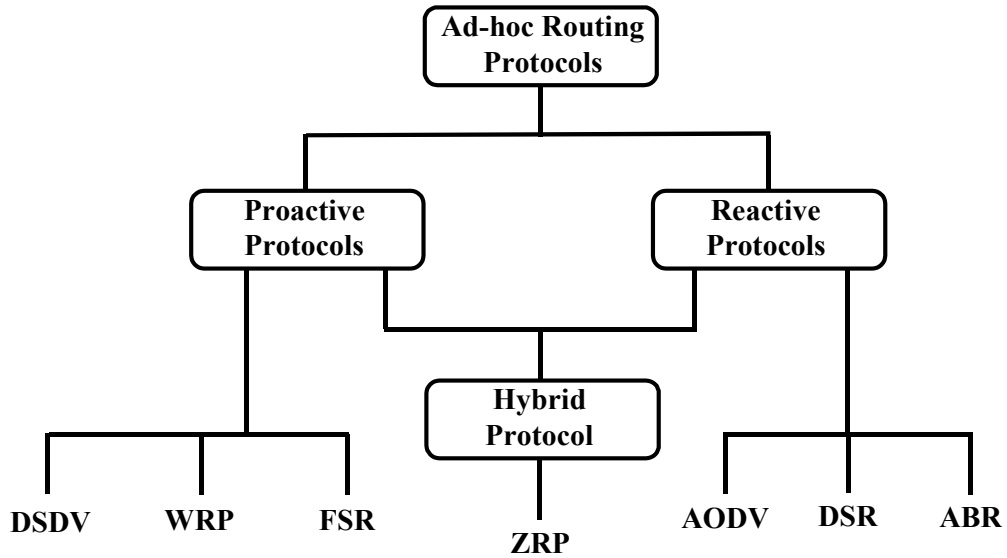 Ad-hoc Routing
Protocols
Proactive
Protocols
Reactive
Protocols
Hybrid
Protocol
DSDV
WRP
FSR
ZRP
AODV
DSR
ABR